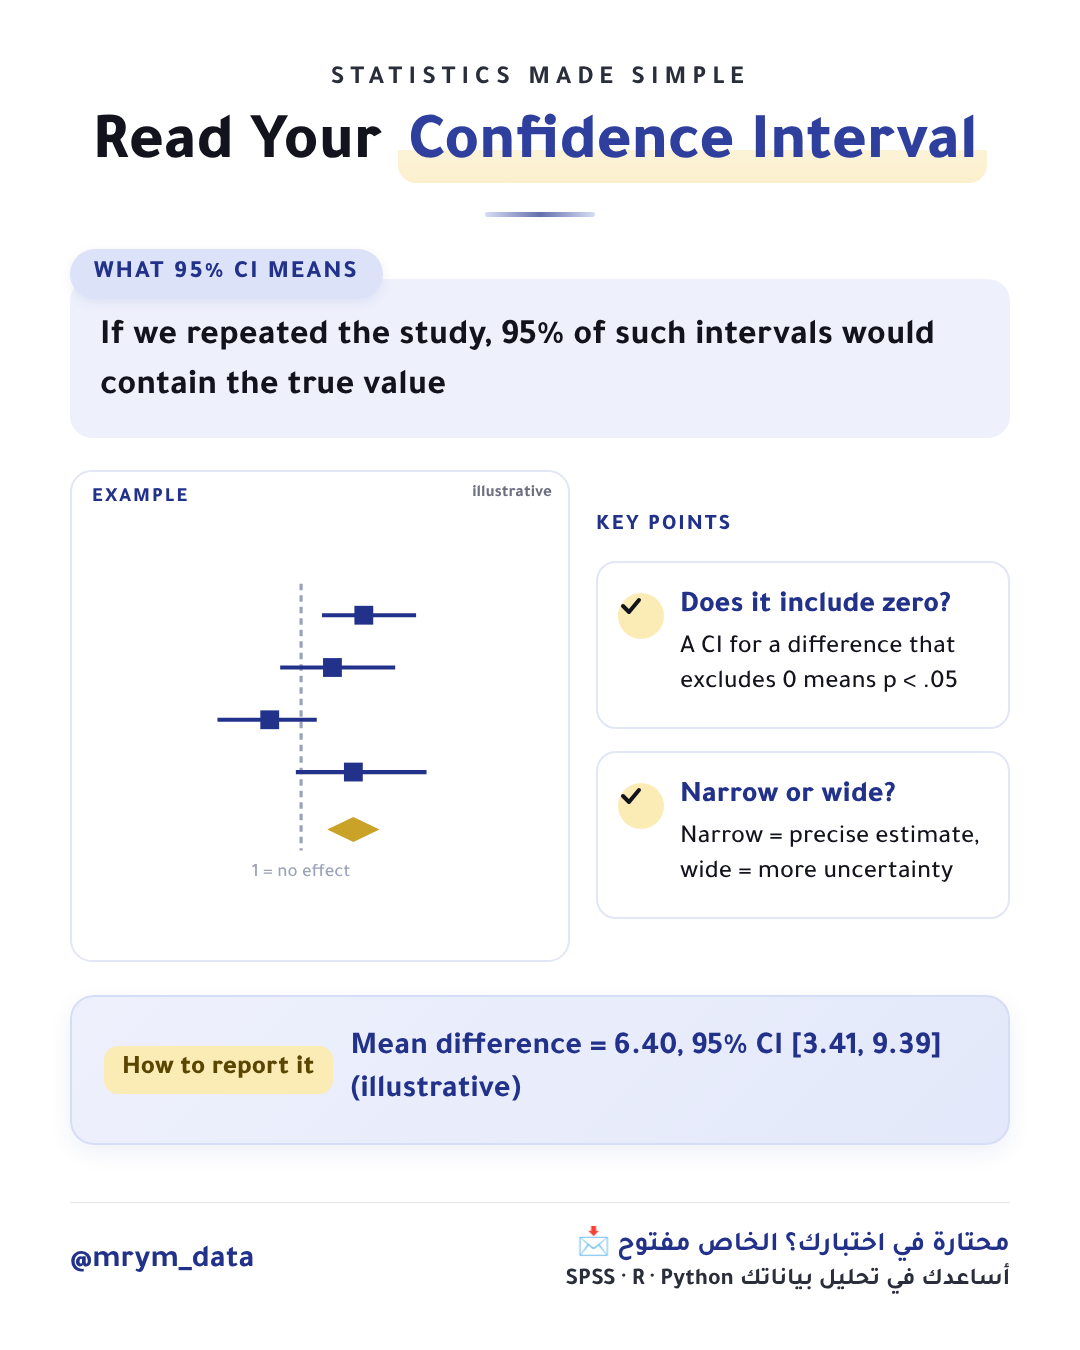 STATISTICS MADE SIMPLE
Read Your Confidence Interval
WHAT 95% CI MEANS
If we repeated the study, 95% of such intervals would
contain the true value
EXAMPLE
illustrative
1 = no effect
KEY POINTS
Does it include zero?
A CI for a difference that
excludes 0 means p < .05
Narrow or wide?
Narrow = precise estimate,
wide = more uncertainty
How to report it
Mean difference = 6.40, 95% CI [3.41, 9.39]
(illustrative)
@mrym_data
محتارة في اختبارك؟ الخاص مفتوح 📩
أساعدك في تحليل بياناتك SPSS · R · Python